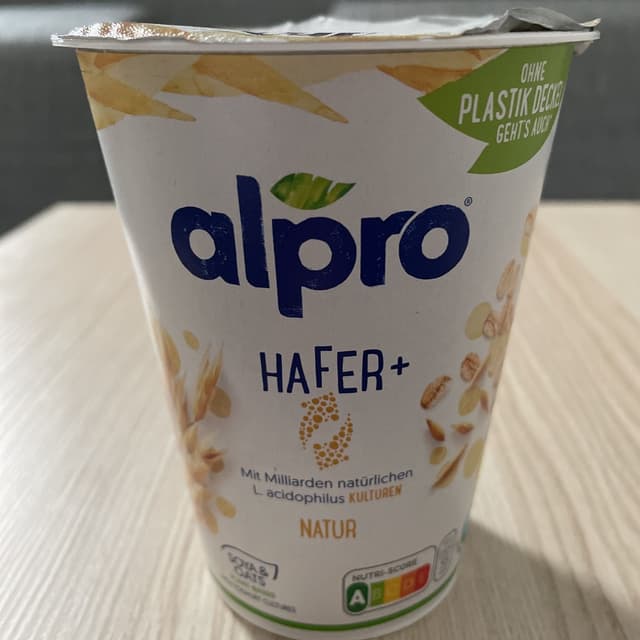 OHNE
PLASTIK DECKEL
GEHT'S AUCH
alpro®
HAFER+
Mit Milliarden natürlichen
L. acidophilus KULTUREN
NATUR
SOYA &
OATS
NUTRI-SCORE
A